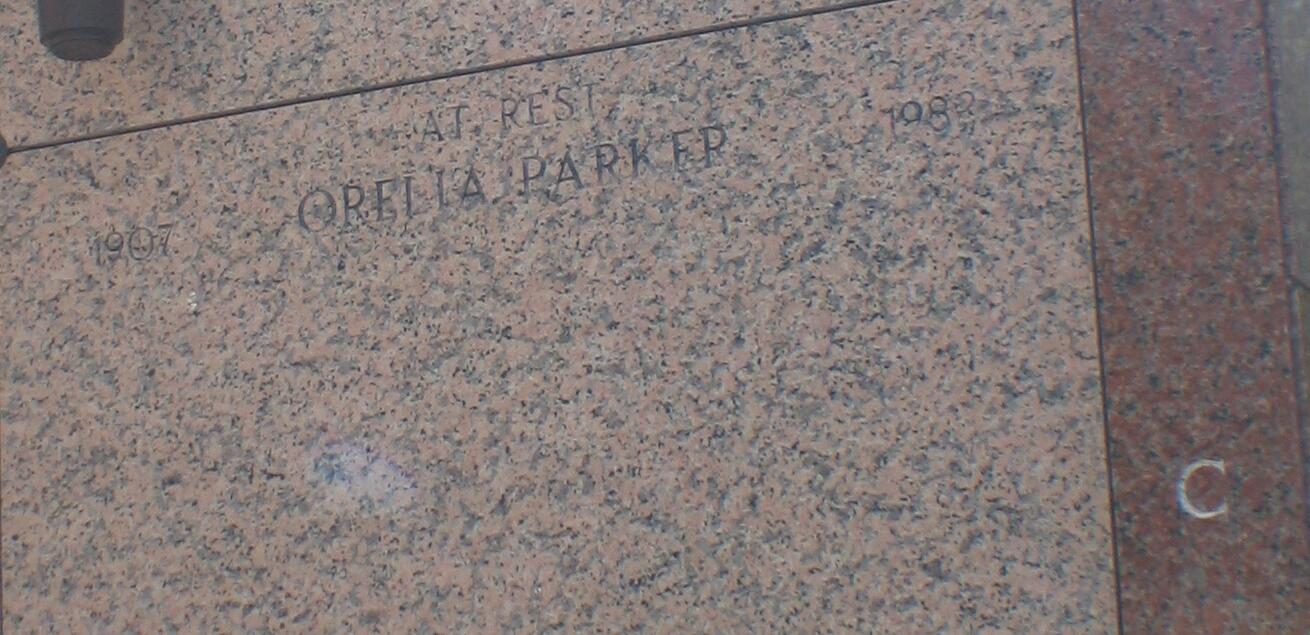 AT REST
ORELIA PARKER
1907
C